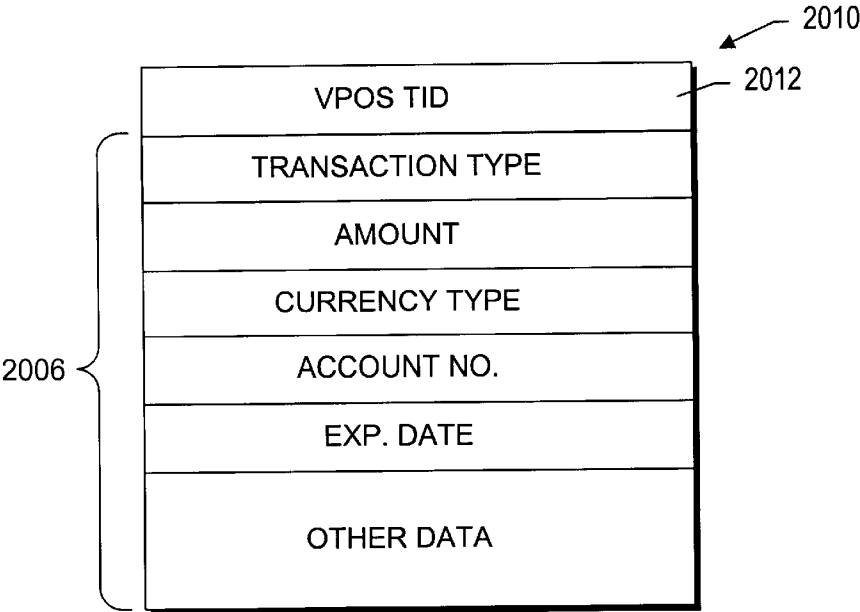 2010
VPOS TID
2012
TRANSACTION TYPE
AMOUNT
CURRENCY TYPE
2006
ACCOUNT NO.
EXP. DATE
OTHER DATA